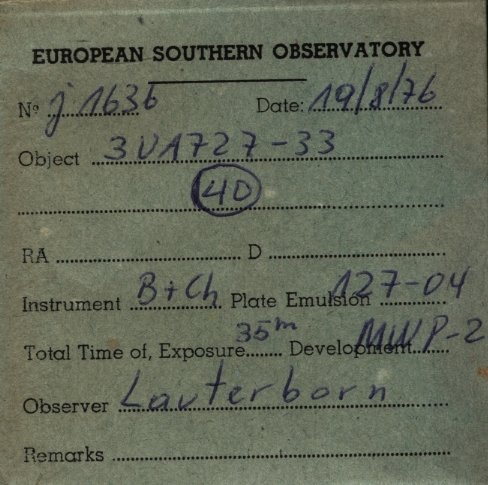 EUROPEAN SOUTHERN OBSERVATORY
Nº j 1636 Date: 19/8/76
Object 3U1727-33
4D
RA D
Instrument B+Ch Plate Emulsion 127-04
Total Time of, Exposure 35m Development MWP-2
Observer Lauterborn
Remarks